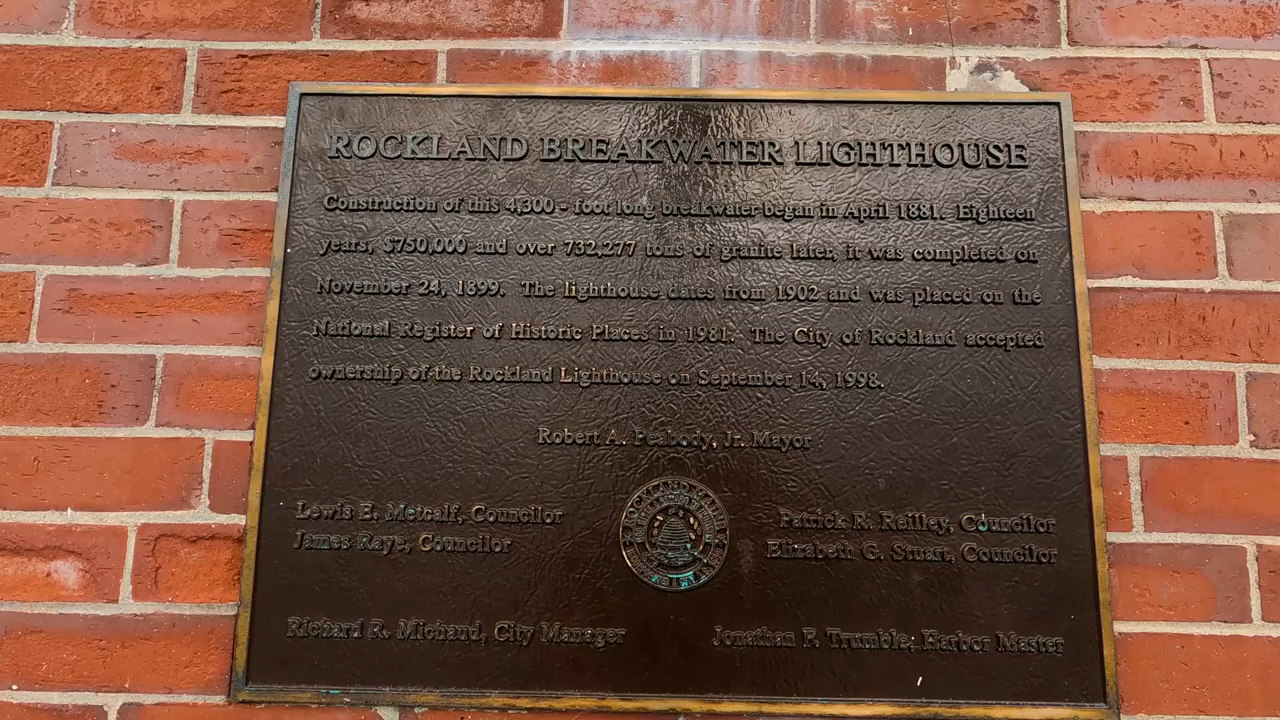 ROCKLAND BREAKWATER LIGHTHOUSE
Construction of this 4,300 - foot long breakwater began in April 1881. Eighteen
years, $750,000 and over 732,277 tons of granite later, it was completed on
November 24, 1899. The lighthouse dates from 1902 and was placed on the
National Register of Historic Places in 1981. The City of Rockland accepted
ownership of the Rockland Lighthouse on September 14, 1998.
Robert A. Peabody, Jr. Mayor
Lewis E. Metcalf, Councilor
James Raye, Councilor
ROCKLAND MAINE
Patrick R. Reilley, Councilor
Elizabeth G. Stuart, Councilor
Richard R. Michaud, City Manager
Jonathan F. Trumble, Harbor Master